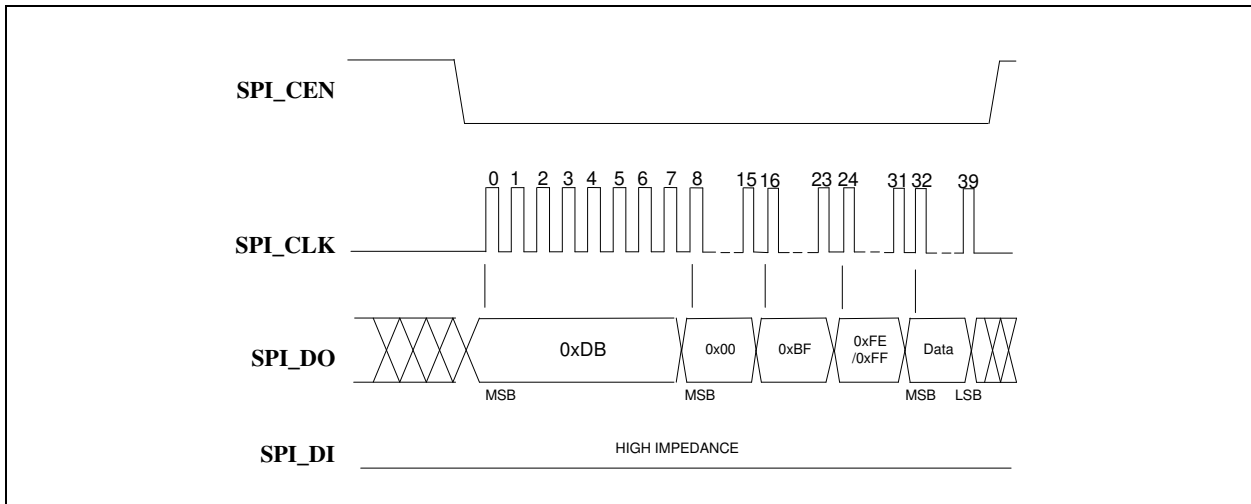 SPI_CEN
0 1 2 3 4 5 6 7 8 15 16 23 24 31 32 39
SPI_CLK
SPI_DO
0xDB
0x00
0xBF
0xFE
/0xFF
Data
MSB MSB MSB LSB
HIGH IMPEDANCE
SPI_DI